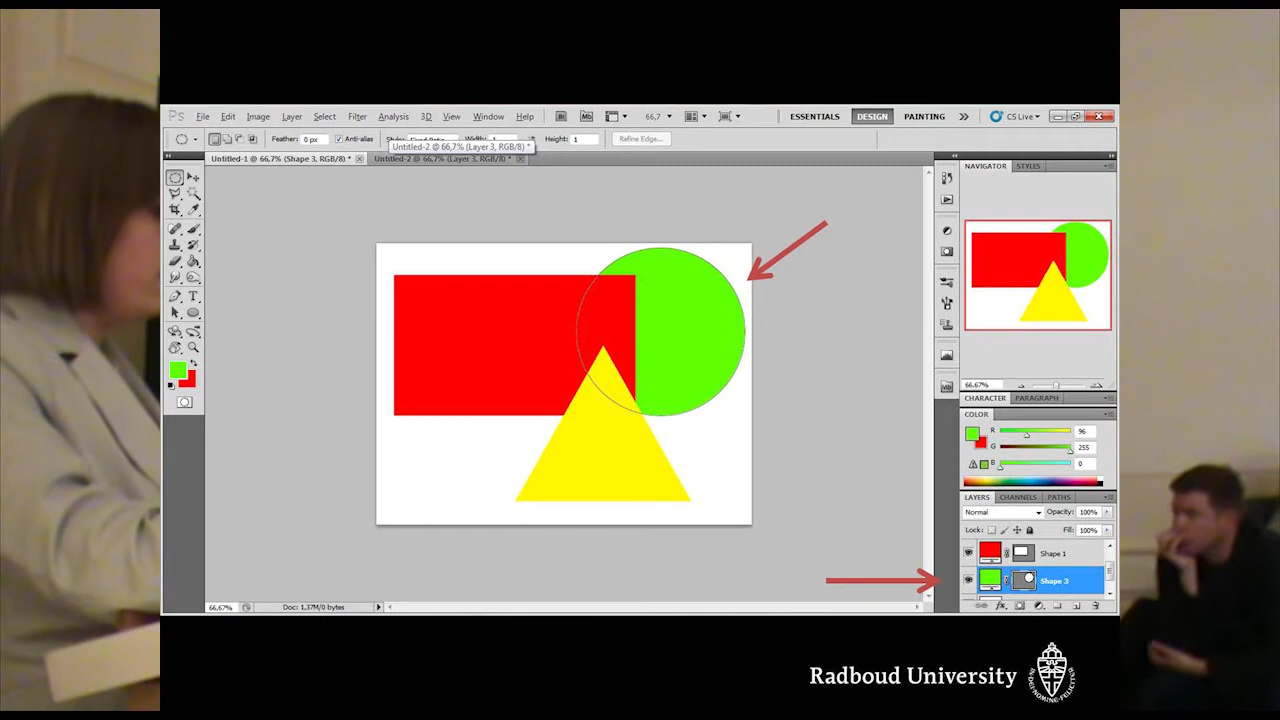 Ps File Edit Image Layer Select Filter Analysis 3D View Window Help Br Mb 66,7 ESSENTIALS DESIGN PAINTING CS Live
Feather: 0 px Anti-alias Height: 1 Refine Edge...
Untitled-2 @ 66,7% (Layer 3, RGB/8) *
Untitled-1 @ 66,7% (Shape 3, RGB/8) * Untitled-2 @ 66,7% (Layer 3, RGB/8) *
NAVIGATOR STYLES
66.67%
Mb
CHARACTER PARAGRAPH
COLOR
R 96
G 255
B 0
LAYERS CHANNELS PATHS
Normal Opacity: 100%
Lock: Fill: 100%
Shape 1
Shape 3
66,67% Doc: 1,37M/0 bytes
Radboud University